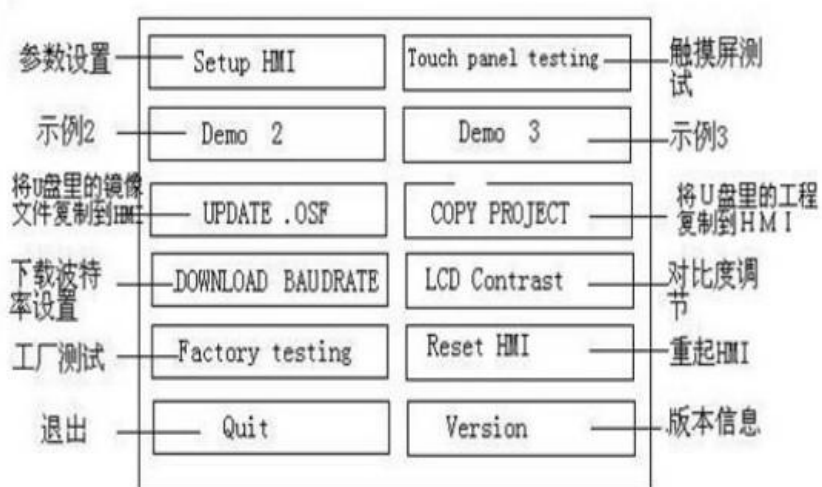 参数设置
Setup HMI
Touch panel testing
触摸屏测
试
示例2
Demo 2
Demo 3
示例3
将U盘里的镜像
文件复制到HMI
UPDATE .OSF
COPY PROJECT
将U盘里的工程
复制到HMI
下载波特
率设置
DOWNLOAD BAUDRATE
LCD Contrast
对比度调
节
工厂测试
Factory testing
Reset HMI
重起HMI
退出
Quit
Version
版本信息